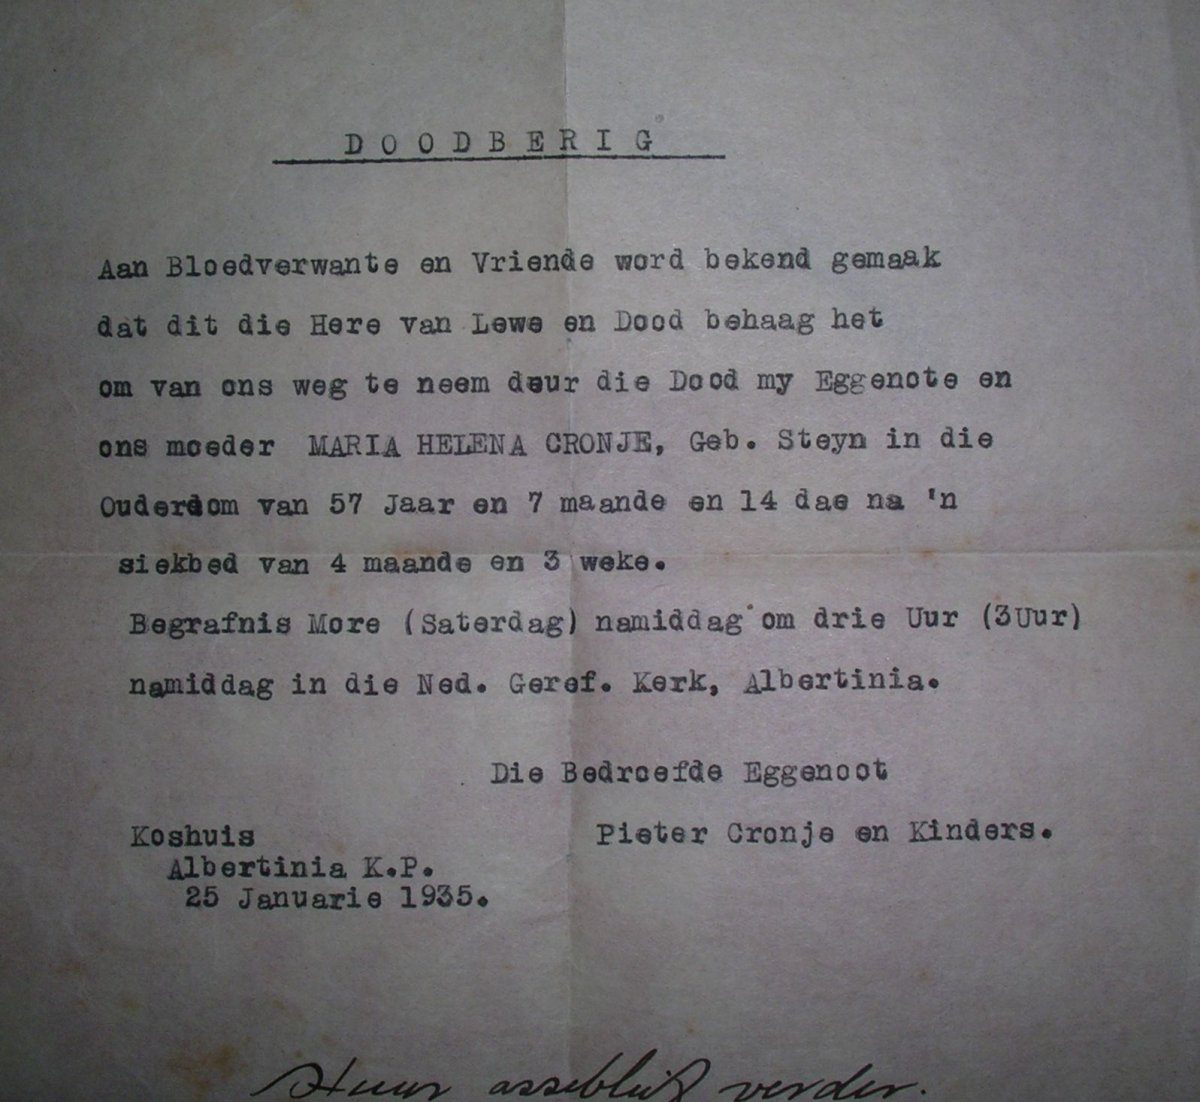 DOODBERIG
Aan Bloedverwante en Vriende word bekend gemaak
dat dit die Here van Lewe en Dood behaag het
om van ons weg te neem deur die Dood my Eggenote en
ons moeder MARIA HELENA CRONJE, Geb. Steyn in die
Ouderdom van 57 Jaar en 7 maande en 14 dae na 'n
siekbed van 4 maande en 3 weke.
Begrafnis More (Saterdag) namiddag om drie Uur (3Uur)
namiddag in die Ned. Geref. Kerk, Albertinia.
Die Bedroefde Eggenoot
Pieter Cronje en Kinders.
Koshuis
Albertinia K.P.
25 Januarie 1935.
Stuur asseblief verder.